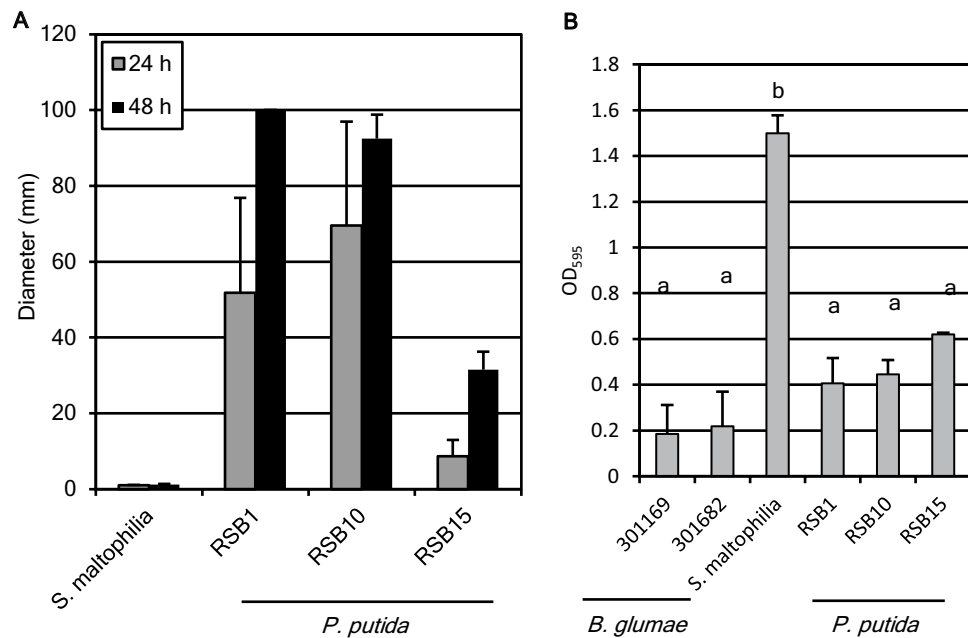 A
120
100
80
60
40
20
0
Diameter (mm)
24 h
48 h
S. maltophilia
RSB1
RSB10
RSB15
P. putida
B
1.8
1.6
1.4
1.2
1
0.8
0.6
0.4
0.2
0
OD595
a
a
b
a
a
a
301169
301682
S. maltophilia
RSB1
RSB10
RSB15
B. glumae
P. putida